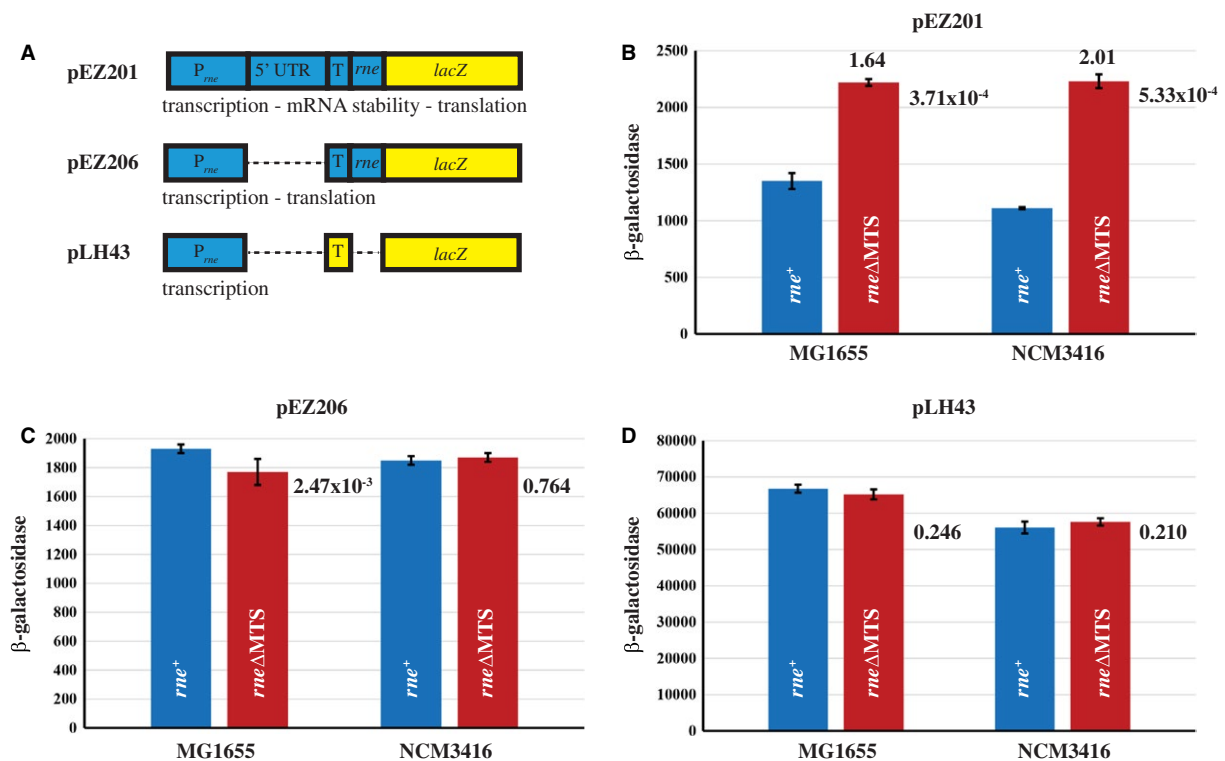 A
pEZ201
P_rne 5' UTR T rne lacZ
transcription - mRNA stability - translation
pEZ206
P_rne T rne lacZ
transcription - translation
pLH43
P_rne T lacZ
transcription
B
pEZ201
β-galactosidase
2500
2000
1500
1000
500
0
1.64
3.71x10⁻⁴
2.01
5.33x10⁻⁴
rne⁺
rneΔMTS
rne⁺
rneΔMTS
MG1655
NCM3416
C
pEZ206
β-galactosidase
2000
1800
1600
1400
1200
1000
800
600
400
200
0
2.47x10⁻³
0.764
rne⁺
rneΔMTS
rne⁺
rneΔMTS
MG1655
NCM3416
D
pLH43
β-galactosidase
80000
70000
60000
50000
40000
30000
20000
10000
0
0.246
0.210
rne⁺
rneΔMTS
rne⁺
rneΔMTS
MG1655
NCM3416